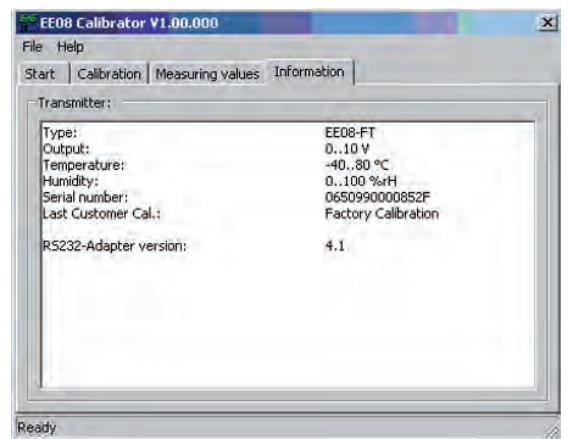 EE08 Calibrator V1.00.000
File Help
Start Calibration Measuring values Information
Transmitter:
Type: EE08-FT
Output: 0..10 V
Temperature: -40..80 °C
Humidity: 0..100 %rH
Serial number: 0650990000852F
Last Customer Cal.: Factory Calibration
RS232-Adapter version: 4.1
Ready